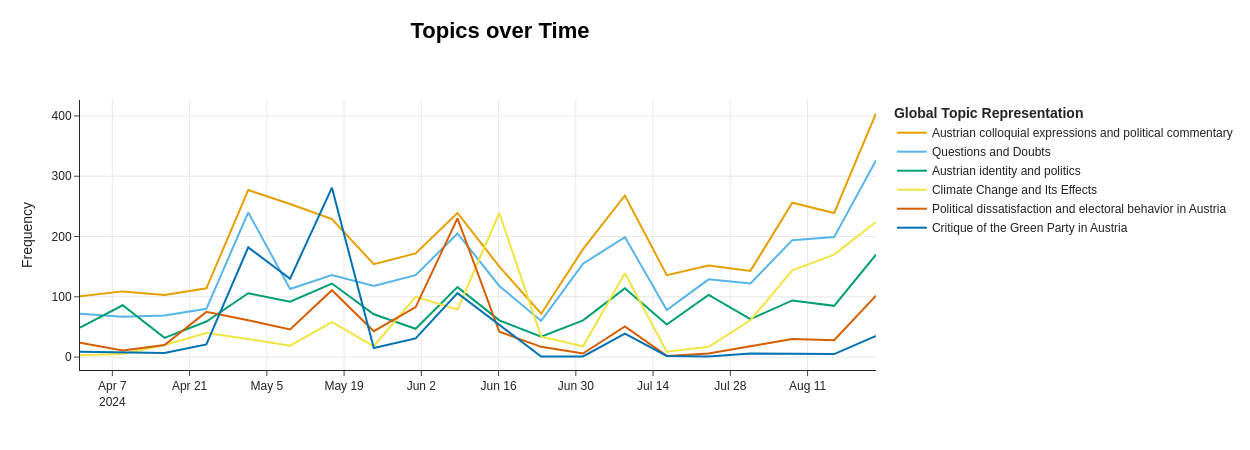 Topics over Time
Global Topic Representation
Austrian colloquial expressions and political commentary
Questions and Doubts
Austrian identity and politics
Climate Change and Its Effects
Political dissatisfaction and electoral behavior in Austria
Critique of the Green Party in Austria
Frequency
400
300
200
100
0
Apr 7
2024
Apr 21
May 5
May 19
Jun 2
Jun 16
Jun 30
Jul 14
Jul 28
Aug 11